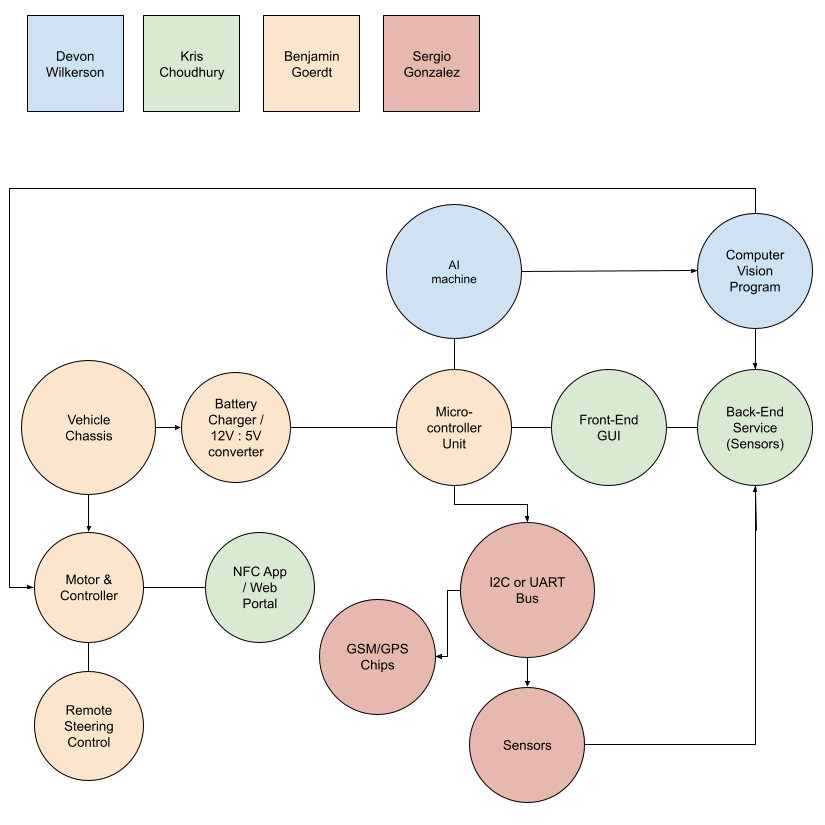 Devon
Wilkerson
Kris
Choudhury
Benjamin
Goerdt
Sergio
Gonzalez
AI
machine
Computer
Vision
Program
Vehicle
Chassis
Battery
Charger /
12V : 5V
converter
Micro-
controller
Unit
Front-End
GUI
Back-End
Service
(Sensors)
Motor &
Controller
NFC App
/ Web
Portal
I2C or UART
Bus
GSM/GPS
Chips
Remote
Steering
Control
Sensors